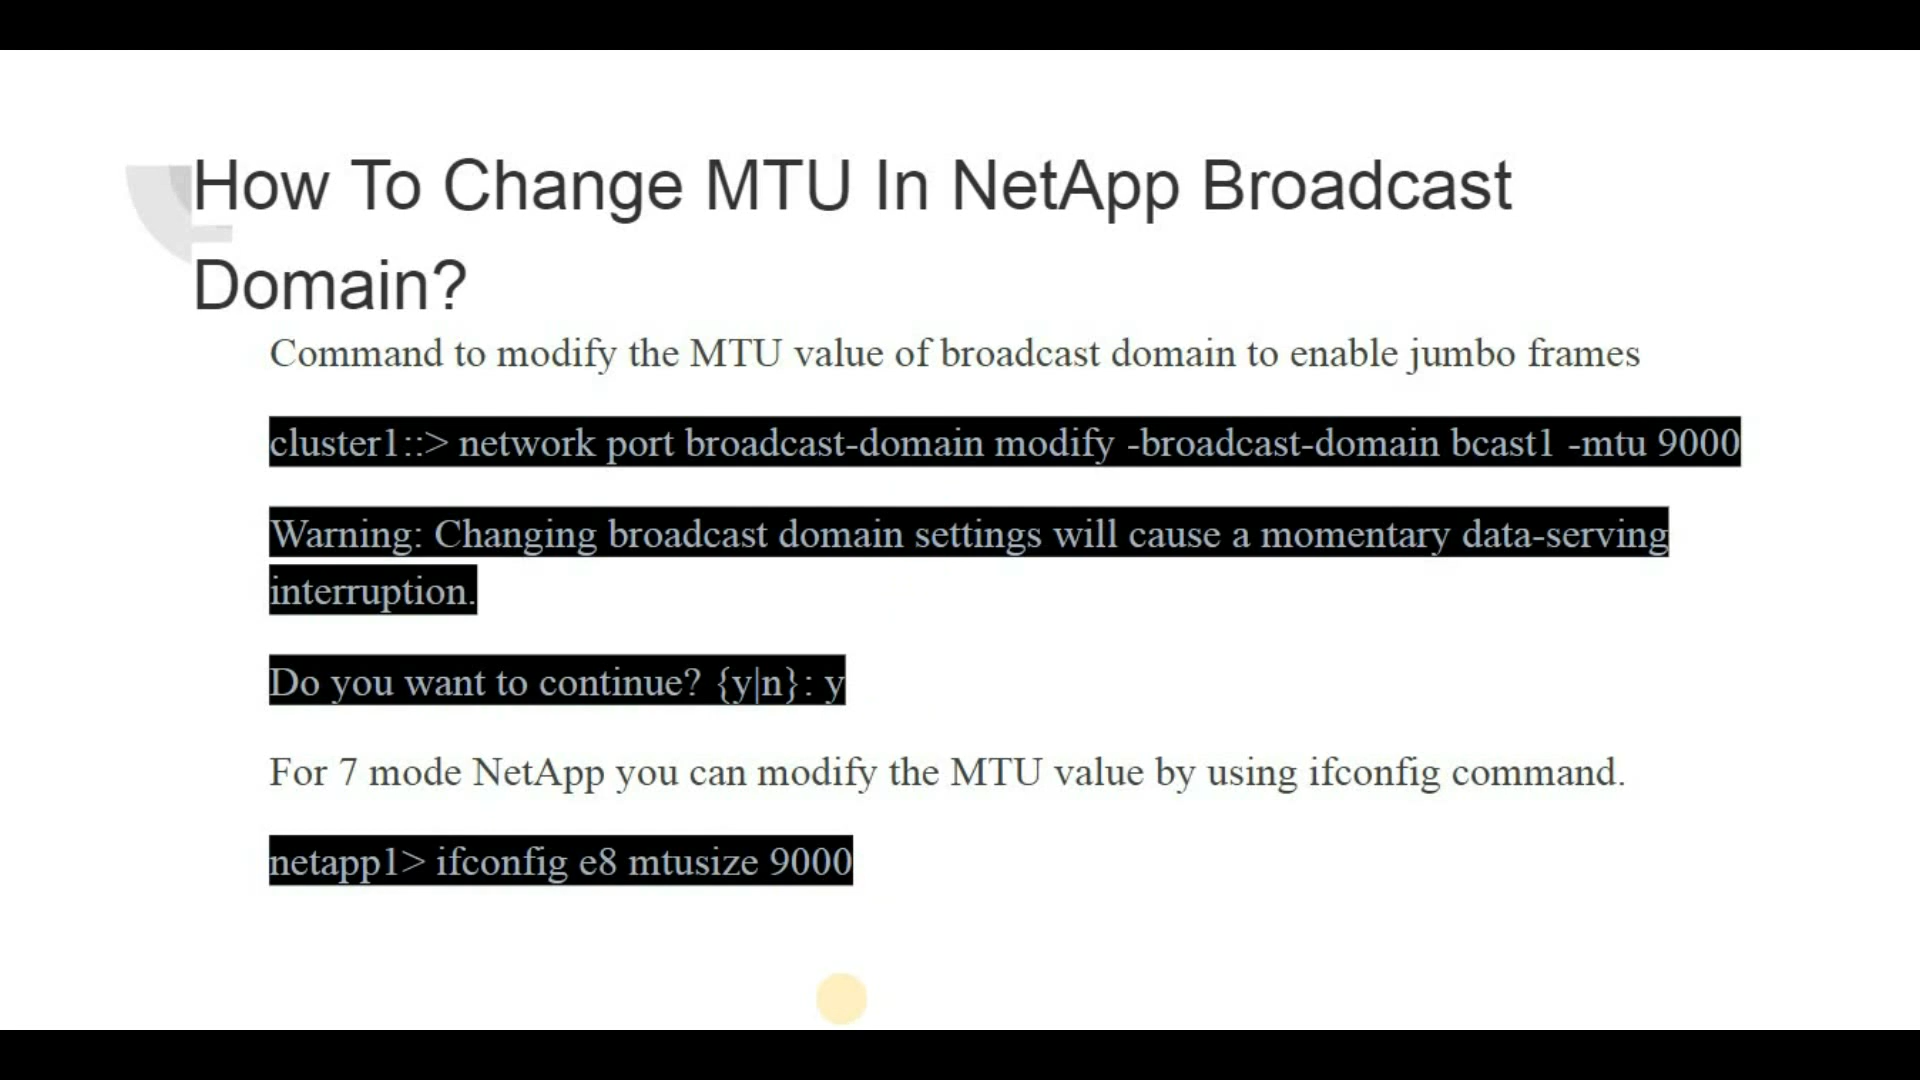 How To Change MTU In NetApp Broadcast
Domain?
Command to modify the MTU value of broadcast domain to enable jumbo frames
cluster1::> network port broadcast-domain modify -broadcast-domain bcast1 -mtu 9000
Warning: Changing broadcast domain settings will cause a momentary data-serving
interruption.
Do you want to continue? {y|n}: y
For 7 mode NetApp you can modify the MTU value by using ifconfig command.
netapp1> ifconfig e8 mtusize 9000